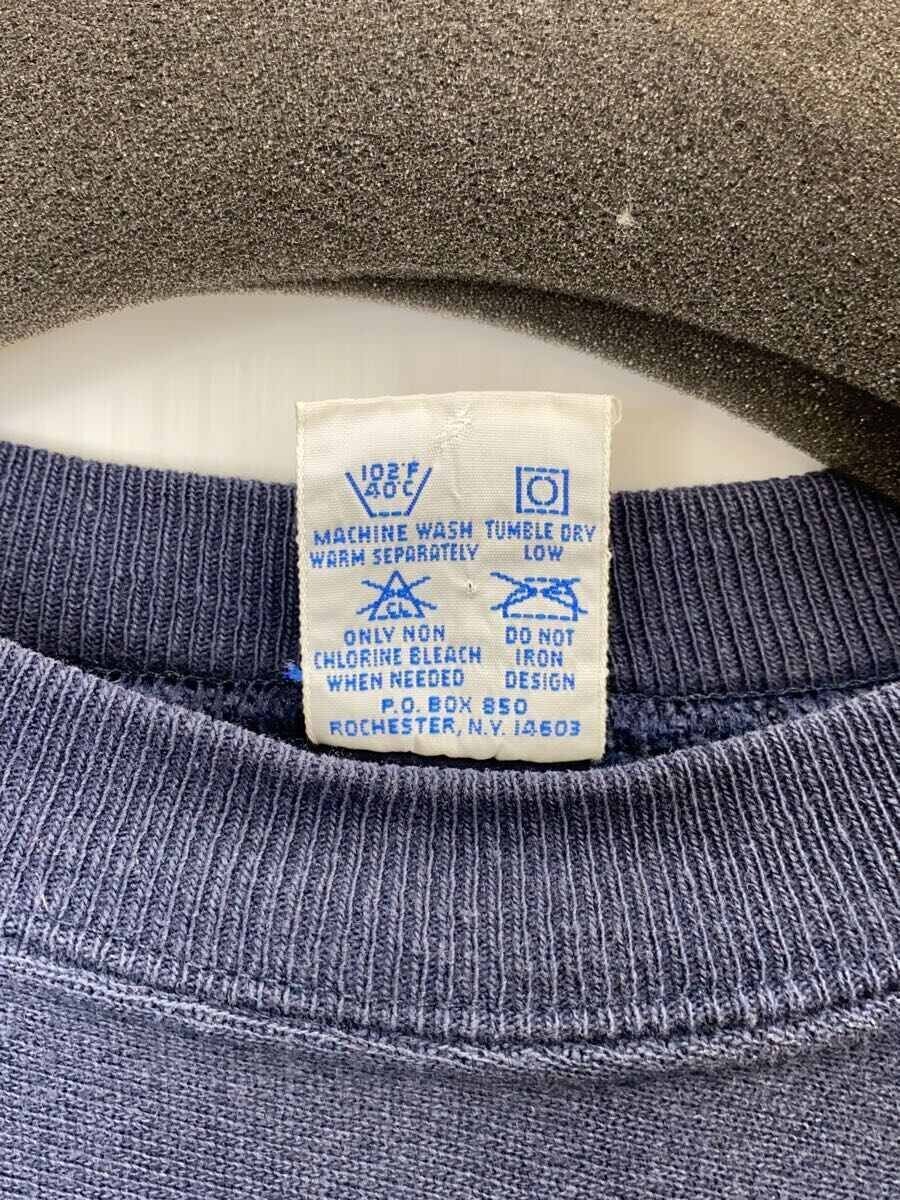 102°F
40°C
MACHINE WASH
WARM SEPARATELY
TUMBLE DRY
LOW
CL
ONLY NON
CHLORINE BLEACH
WHEN NEEDED
DO NOT
IRON
DESIGN
P.O. BOX 850
ROCHESTER, N.Y. 14603